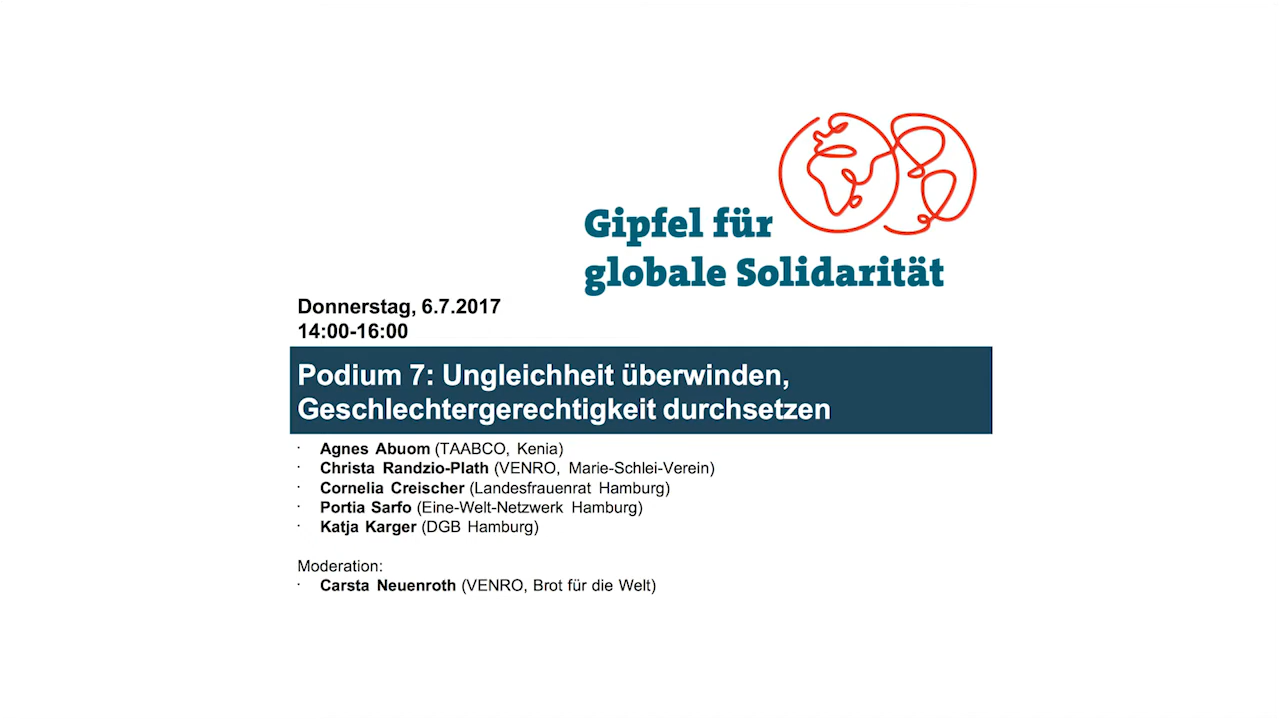 Gipfel für
globale Solidarität
Donnerstag, 6.7.2017
14:00-16:00
Podium 7: Ungleichheit überwinden,
Geschlechtergerechtigkeit durchsetzen
· Agnes Abuom (TAABCO, Kenia)
· Christa Randzio-Plath (VENRO, Marie-Schlei-Verein)
· Cornelia Creischer (Landesfrauenrat Hamburg)
· Portia Sarfo (Eine-Welt-Netzwerk Hamburg)
· Katja Karger (DGB Hamburg)
Moderation:
· Carsta Neuenroth (VENRO, Brot für die Welt)